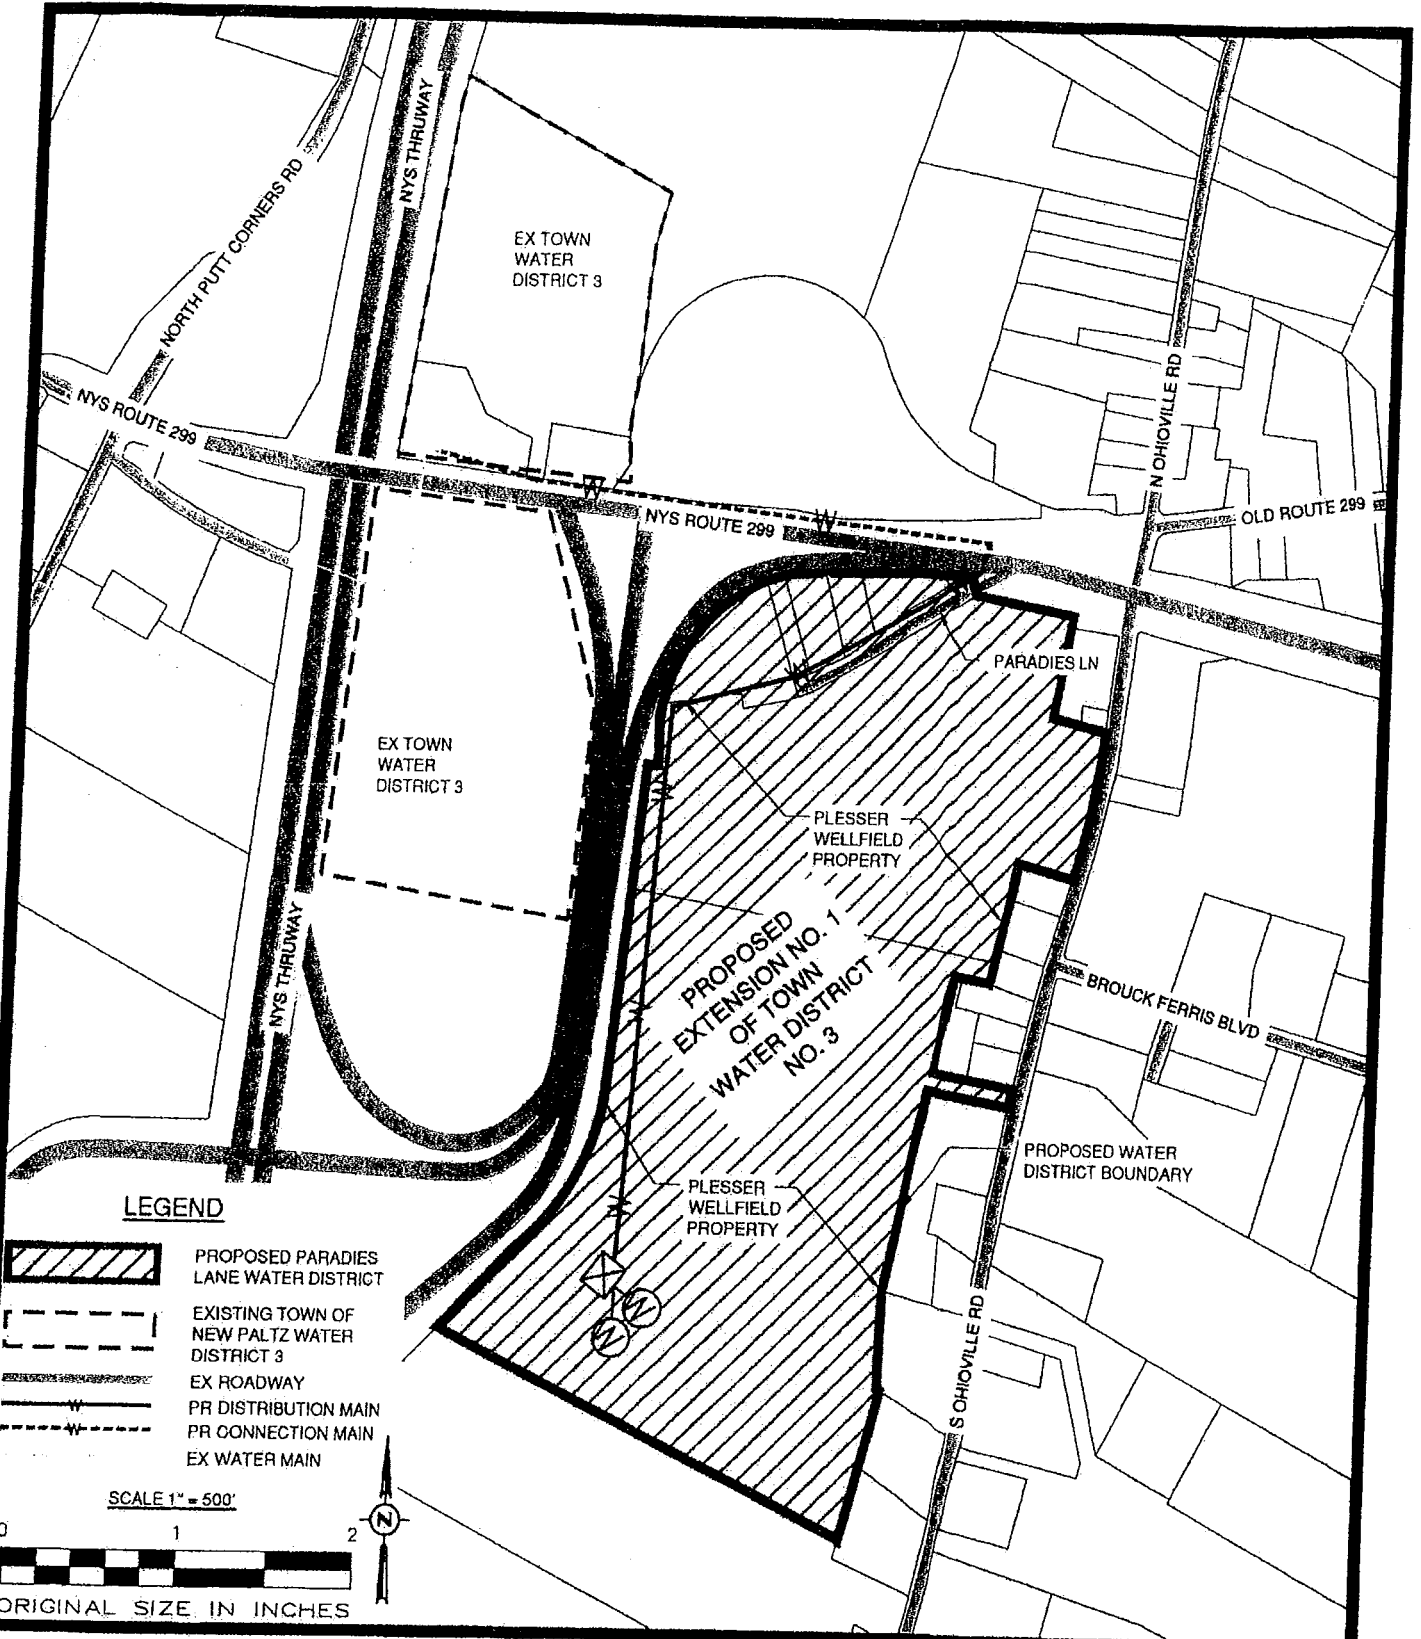 NYS THRUWAY
NORTH PUTT CORNERS RD
EX TOWN
WATER
DISTRICT 3
N OHIOVILLE RD
NYS ROUTE 299
W
W
NYS ROUTE 299
OLD ROUTE 299
PARADIES LN
W
EX TOWN
WATER
DISTRICT 3
W
PLESSER
WELLFIELD
PROPERTY
PROPOSED
EXTENSION NO. 1
OF TOWN
WATER DISTRICT
NO. 3
NYS THRUWAY
W
BROUCK FERRIS BLVD
PROPOSED WATER
DISTRICT BOUNDARY
PLESSER
WELLFIELD
PROPERTY
W
W
W
S OHIOVILLE RD
LEGEND
PROPOSED PARADIES
LANE WATER DISTRICT
EXISTING TOWN OF
NEW PALTZ WATER
DISTRICT 3
EX ROADWAY
W
PR DISTRIBUTION MAIN
W
PR CONNECTION MAIN
EX WATER MAIN
SCALE 1" = 500'
0 1 2
N
ORIGINAL SIZE IN INCHES